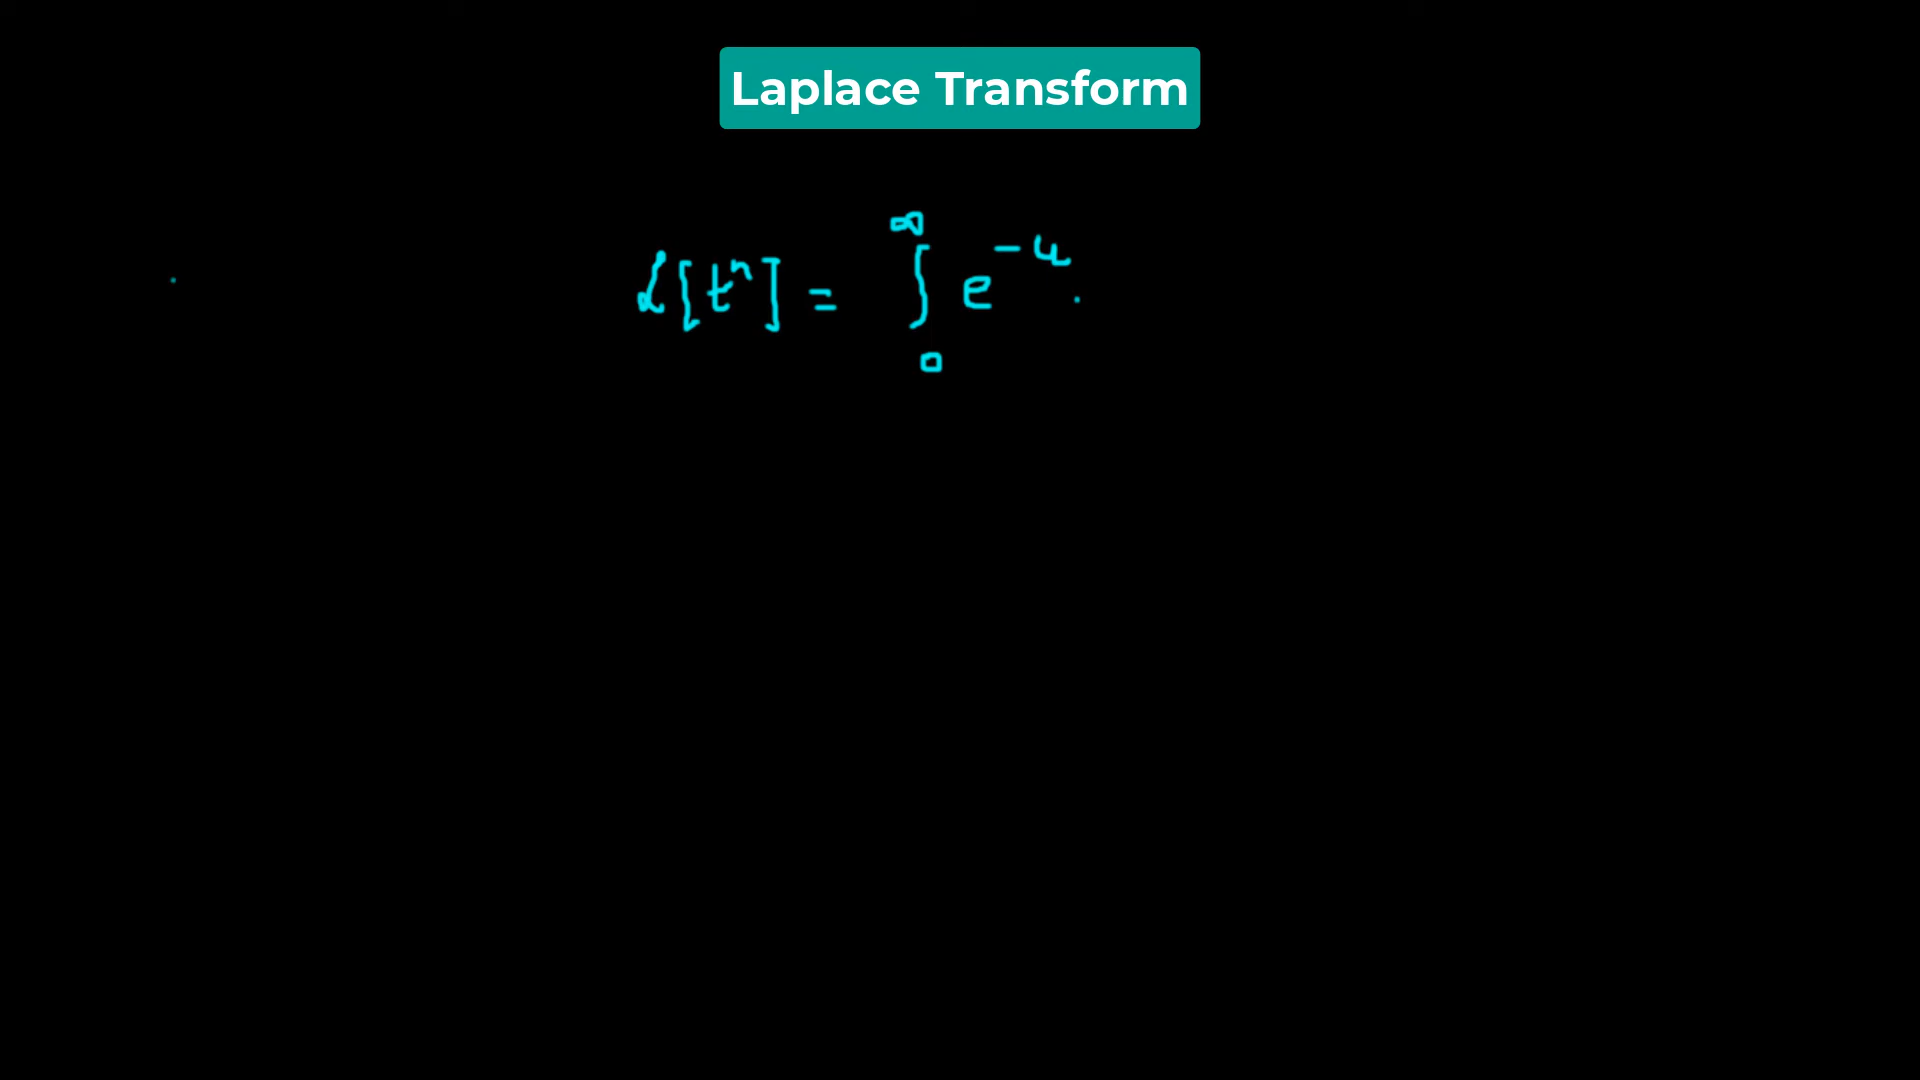 Laplace Transform
ℒ[tⁿ] = ∫₀^∞ e^{-u} .